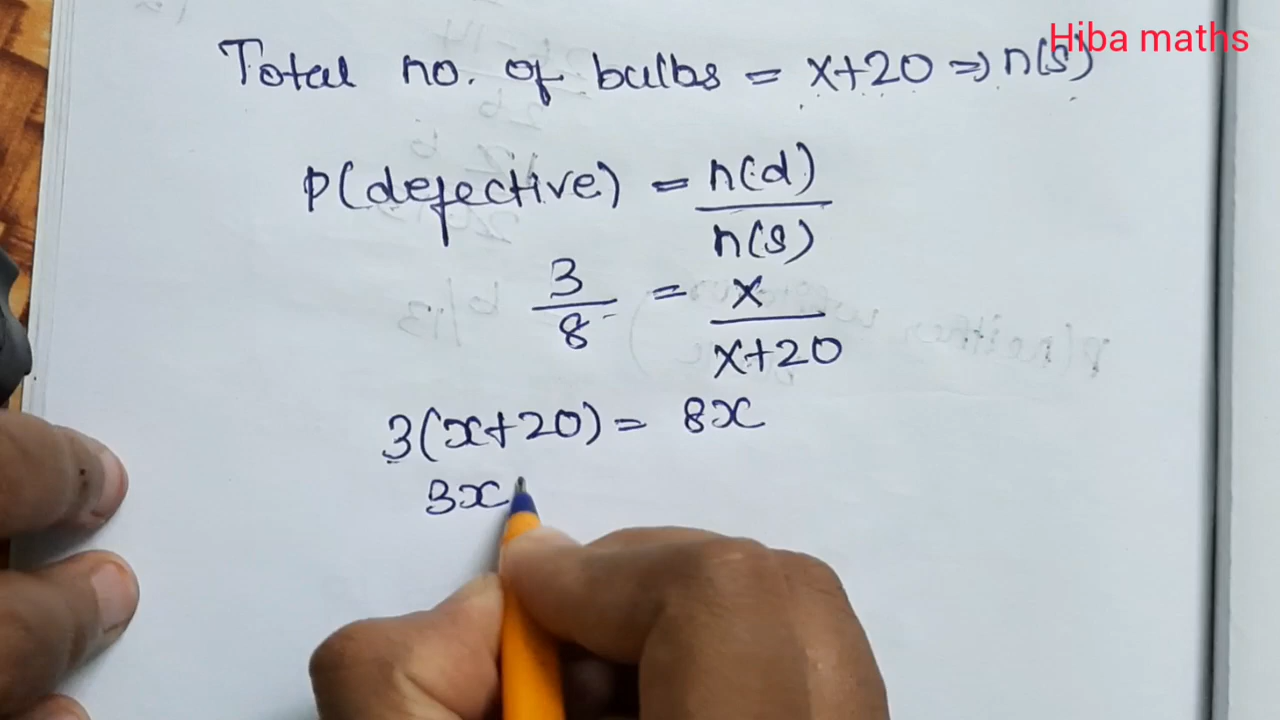 Hiba maths
Total no. of bulbs = x+20 ⇒ n(s)
P(defective) = n(d)/n(s)
3/8 = x/x+20
3(x+20) = 8x
3x